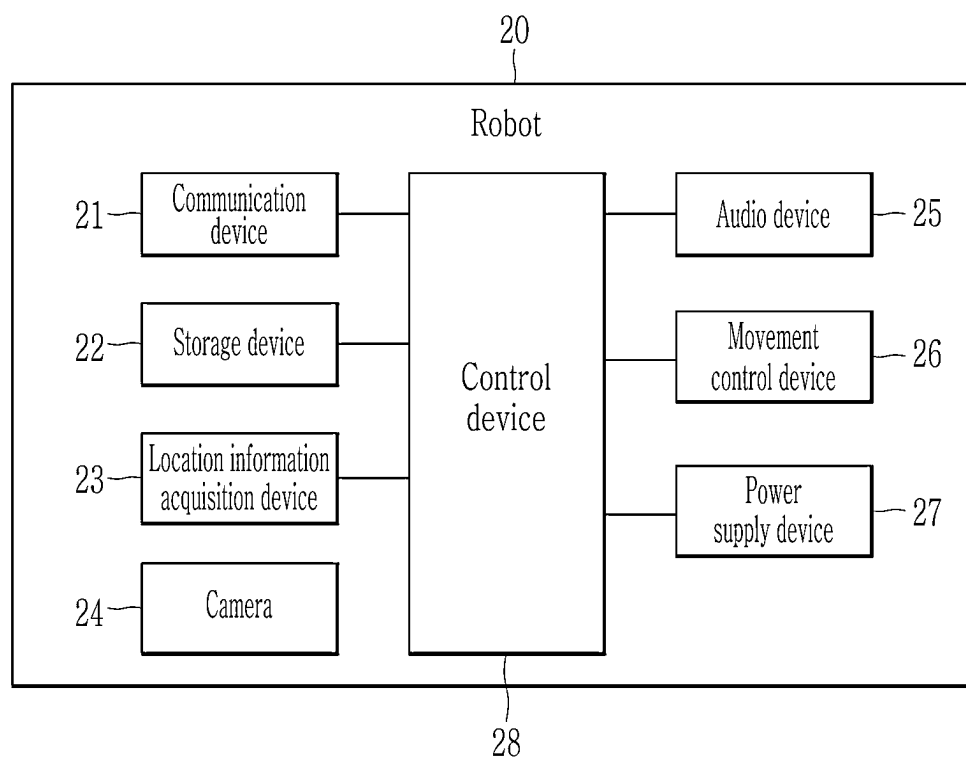 20
Robot
21
Communication
device
22
Storage device
23
Location information
acquisition device
24
Camera
Control
device
28
Audio device
25
Movement
control device
26
Power
supply device
27